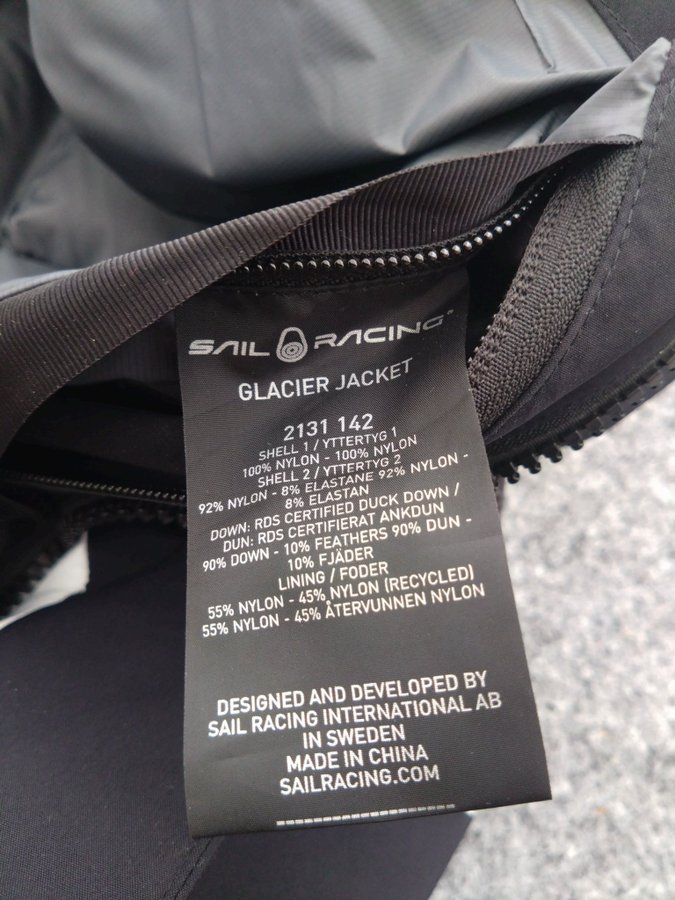 SAIL RACING
GLACIER JACKET
2131 142
SHELL 1 / YTTERTYG 1
100% NYLON - 100% NYLON
SHELL 2 / YTTERTYG 2
92% NYLON - 8% ELASTANE 92% NYLON -
8% ELASTAN
DOWN: RDS CERTIFIED DUCK DOWN /
DUN: RDS CERTIFIERAT ANKDUN
90% DOWN - 10% FEATHERS 90% DUN -
10% FJÄDER
LINING / FODER
55% NYLON - 45% NYLON (RECYCLED)
55% NYLON - 45% ÅTERVUNNEN NYLON
DESIGNED AND DEVELOPED BY
SAIL RACING INTERNATIONAL AB
IN SWEDEN
MADE IN CHINA
SAILRACING.COM